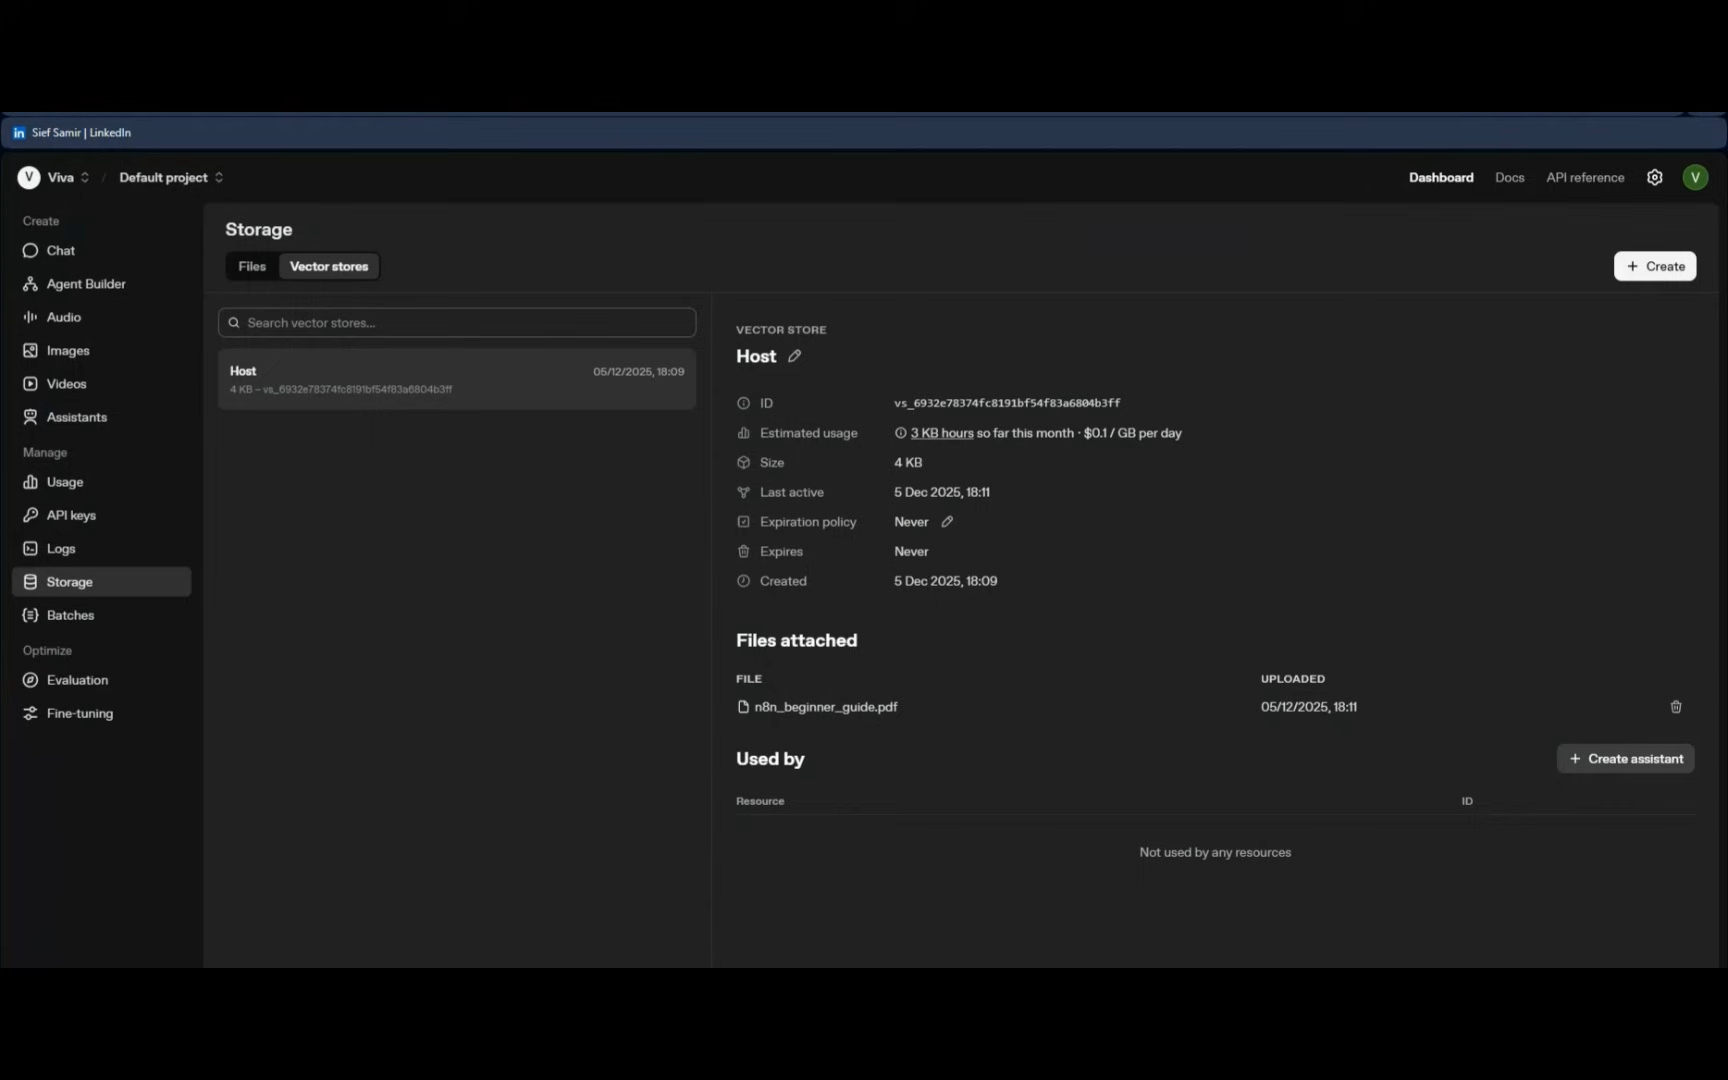 Sief Samir | LinkedIn
V Viva / Default project
Dashboard Docs API reference V
Create
Chat
Agent Builder
Audio
Images
Videos
Assistants
Manage
Usage
API keys
Logs
Storage
Batches
Optimize
Evaluation
Fine-tuning
Storage
Files Vector stores
+ Create
Search vector stores...
Host 05/12/2025, 18:09
4 KB – vs_6932e78374fc8191bf54f83a6804b3ff
VECTOR STORE
Host
ID vs_6932e78374fc8191bf54f83a6804b3ff
Estimated usage 3 KB hours so far this month · $0.1 / GB per day
Size 4 KB
Last active 5 Dec 2025, 18:11
Expiration policy Never
Expires Never
Created 5 Dec 2025, 18:09
Files attached
FILE UPLOADED
n8n_beginner_guide.pdf 05/12/2025, 18:11
Used by
+ Create assistant
Resource ID
Not used by any resources